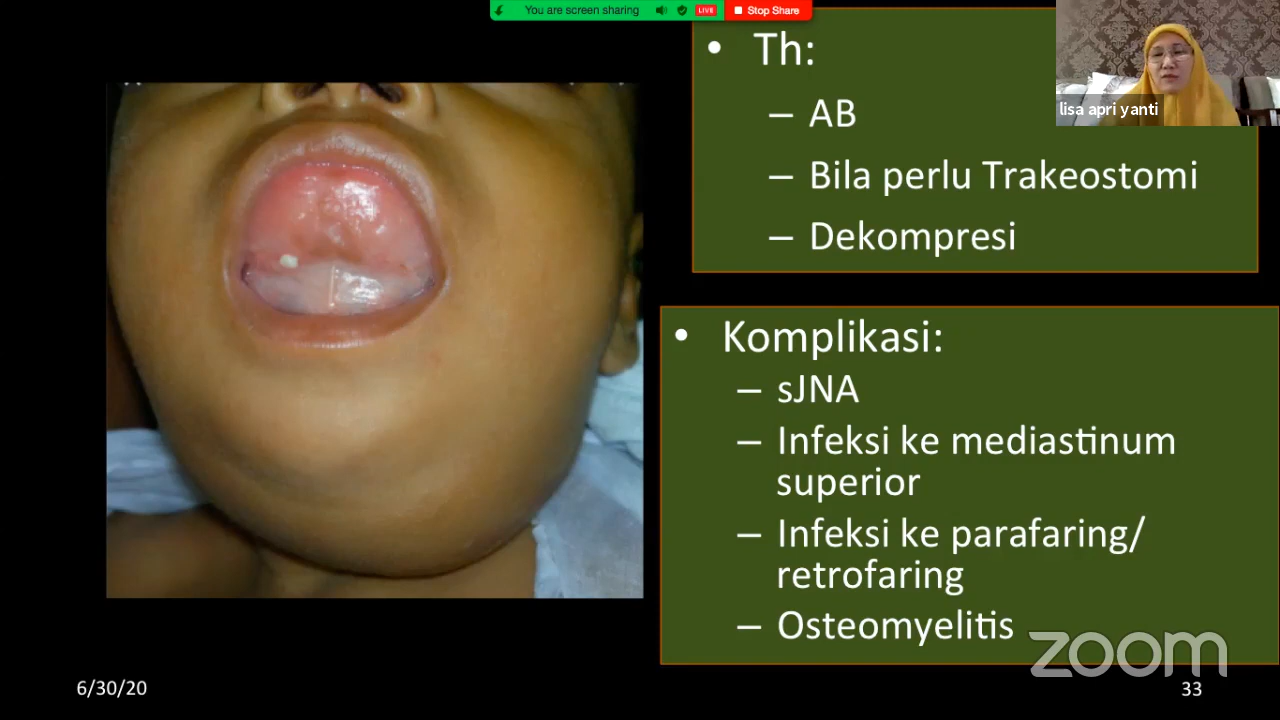 You are screen sharing
LIVE
Stop Share
• Th:
– AB
– Bila perlu Trakeostomi
– Dekompresi
lisa apri yanti
• Komplikasi:
– sJNA
– Infeksi ke mediastinum
superior
– Infeksi ke parafaring/
retrofaring
– Osteomyelitis
zoom
6/30/20
33